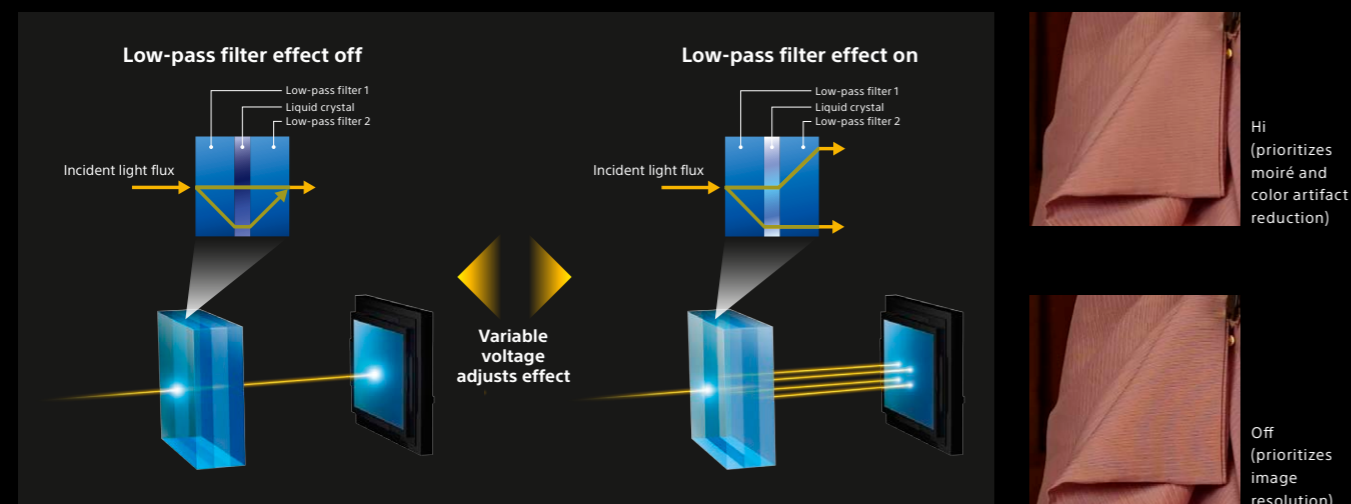 Low-pass filter effect off
Low-pass filter 1
Liquid crystal
Low-pass filter 2
Incident light flux
Variable
voltage
adjusts effect
Low-pass filter effect on
Low-pass filter 1
Liquid crystal
Low-pass filter 2
Incident light flux
Hi
(prioritizes
moiré and
color artifact
reduction)
Off
(prioritizes
image
resolution)